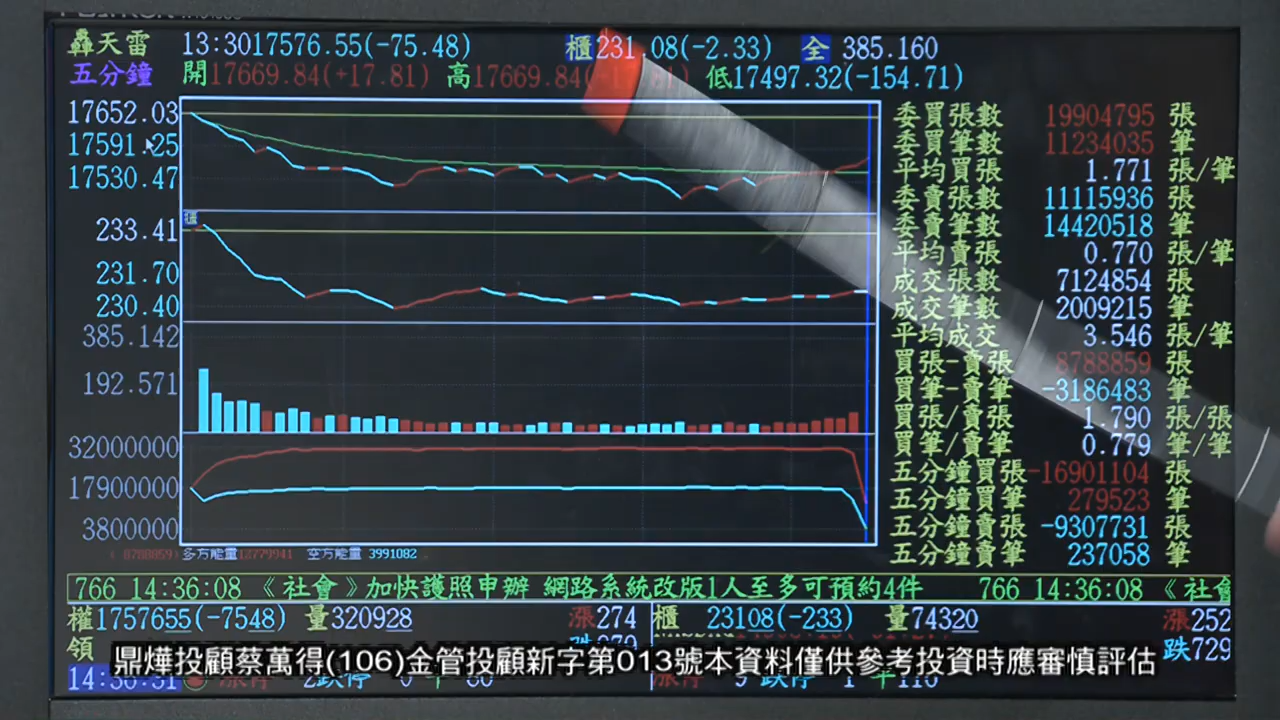 轟天雷 13:3017576.55(-75.48) 櫃231.08(-2.33) 全 385.160
五分鐘 開17669.84(+17.81) 高17669.84 低17497.32(-154.71)
17652.03
17591.25
17530.47
櫃
233.41
231.70
230.40
385.142
192.571
32000000
17900000
3800000
委買張數 19904795 張
委買筆數 11234035 筆
平均買張 1.771 張/筆
委賣張數 11115936 張
委賣筆數 14420518 筆
平均賣張 0.770 張/筆
成交張數 7124854 張
成交筆數 2009215 筆
平均成交 3.546 張/筆
買張-賣張 8788859 張
買筆-賣筆 -3186483 筆
買張/賣張 1.790 張/張
買筆/賣筆 0.779 筆/筆
五分鐘買張-16901104 張
五分鐘買筆 279523 筆
五分鐘賣張 -9307731 張
五分鐘賣筆 237058 筆
(8788859) 多方能量12779941 空方能量 3991082
766 14:36:08 《社會》加快護照申辦 網路系統改版1人至多可預約4件 766 14:36:08 《社會
權1757655(-7548) 量320928 漲274 櫃 23108(-233) 量74320 漲252
領 跌729
鼎燁投顧蔡萬得(106)金管投顧新字第013號本資料僅供參考投資時應審慎評估